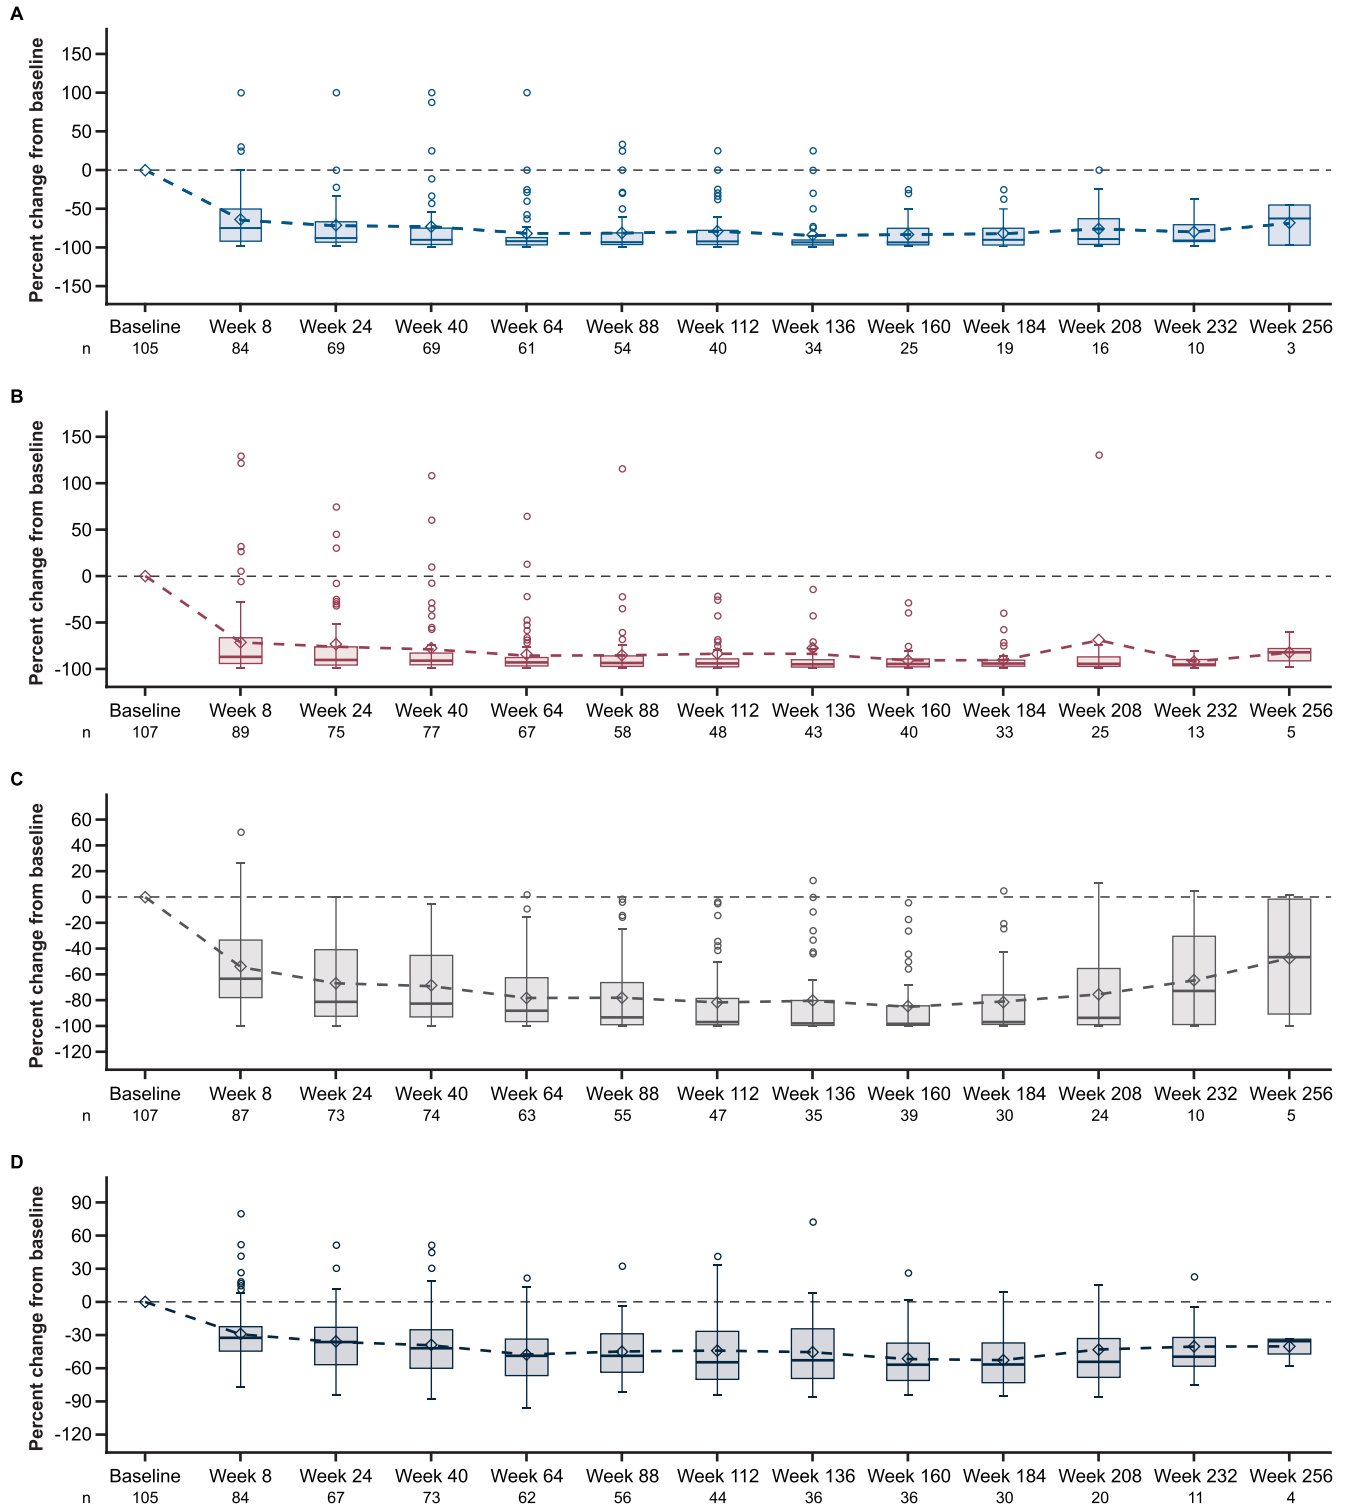 A
Percent change from baseline
150
100
50
0
-50
-100
-150
Baseline Week 8 Week 24 Week 40 Week 64 Week 88 Week 112 Week 136 Week 160 Week 184 Week 208 Week 232 Week 256
n 105 84 69 69 61 54 40 34 25 19 16 10 3
B
Percent change from baseline
150
100
50
0
-50
-100
Baseline Week 8 Week 24 Week 40 Week 64 Week 88 Week 112 Week 136 Week 160 Week 184 Week 208 Week 232 Week 256
n 107 89 75 77 67 58 48 43 40 33 25 13 5
C
Percent change from baseline
60
40
20
0
-20
-40
-60
-80
-100
-120
Baseline Week 8 Week 24 Week 40 Week 64 Week 88 Week 112 Week 136 Week 160 Week 184 Week 208 Week 232 Week 256
n 107 87 73 74 63 55 47 35 39 30 24 10 5
D
Percent change from baseline
90
60
30
0
-30
-60
-90
-120
Baseline Week 8 Week 24 Week 40 Week 64 Week 88 Week 112 Week 136 Week 160 Week 184 Week 208 Week 232 Week 256
n 105 84 67 73 62 56 44 36 36 30 20 11 4